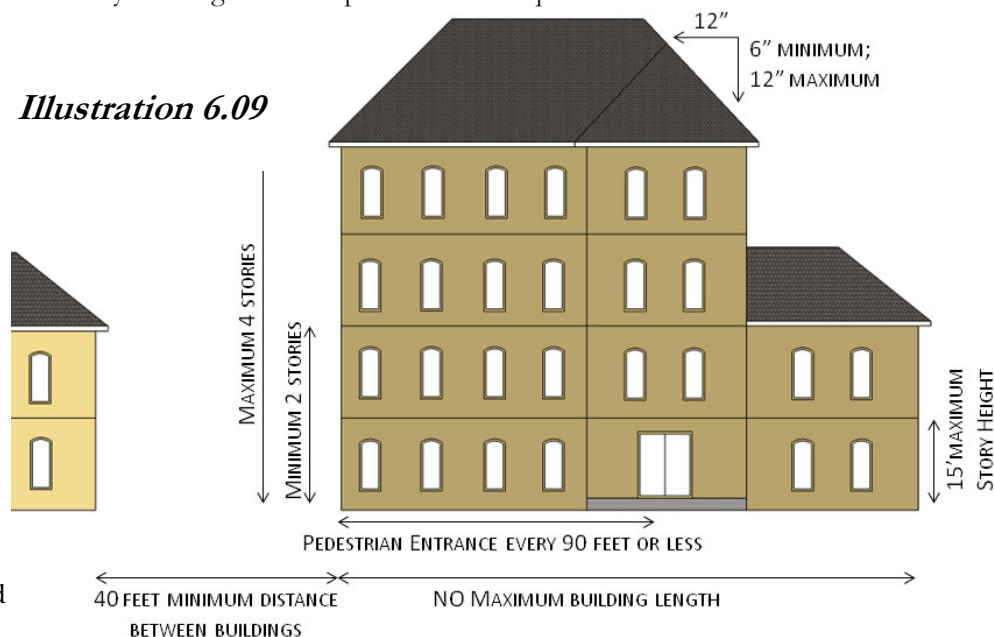 12”
6” MINIMUM;
12” MAXIMUM
Illustration 6.09
MAXIMUM 4 STORIES
MINIMUM 2 STORIES
15’MAXIMUM
STORY HEIGHT
PEDESTRIAN ENTRANCE EVERY 90 FEET OR LESS
40 FEET MINIMUM DISTANCE
BETWEEN BUILDINGS
NO MAXIMUM BUILDING LENGTH